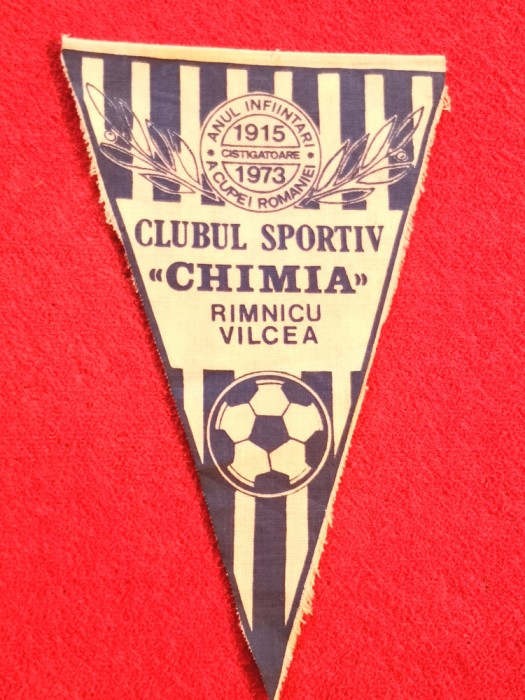 ANUL INFIINTARI
1915
CISTIGATOARE
1973
A CUPEI ROMANIEI
CLUBUL SPORTIV
«CHIMIA»
RIMNICU
VILCEA